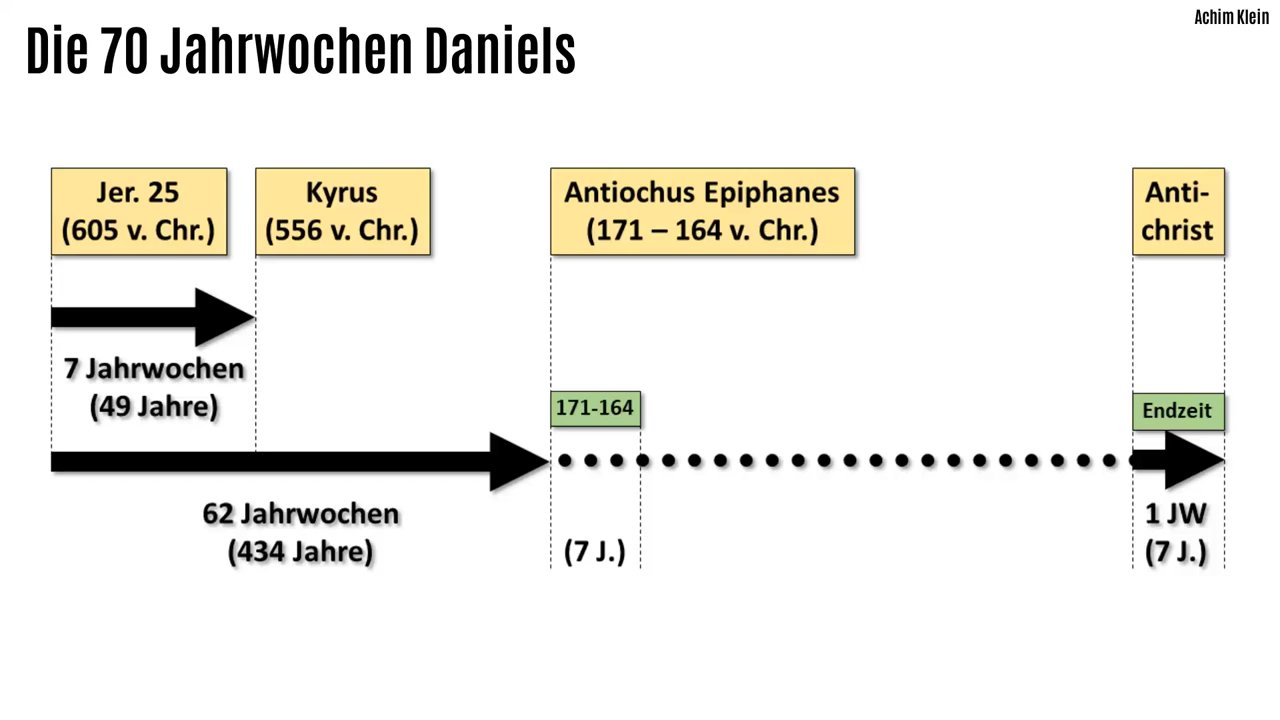 Achim Klein
Die 70 Jahrwochen Daniels
Jer. 25
(605 v. Chr.)
Kyrus
(556 v. Chr.)
Antiochus Epiphanes
(171 – 164 v. Chr.)
Anti-
christ
7 Jahrwochen
(49 Jahre)
171-164
Endzeit
62 Jahrwochen
(434 Jahre)
(7 J.)
1 JW
(7 J.)